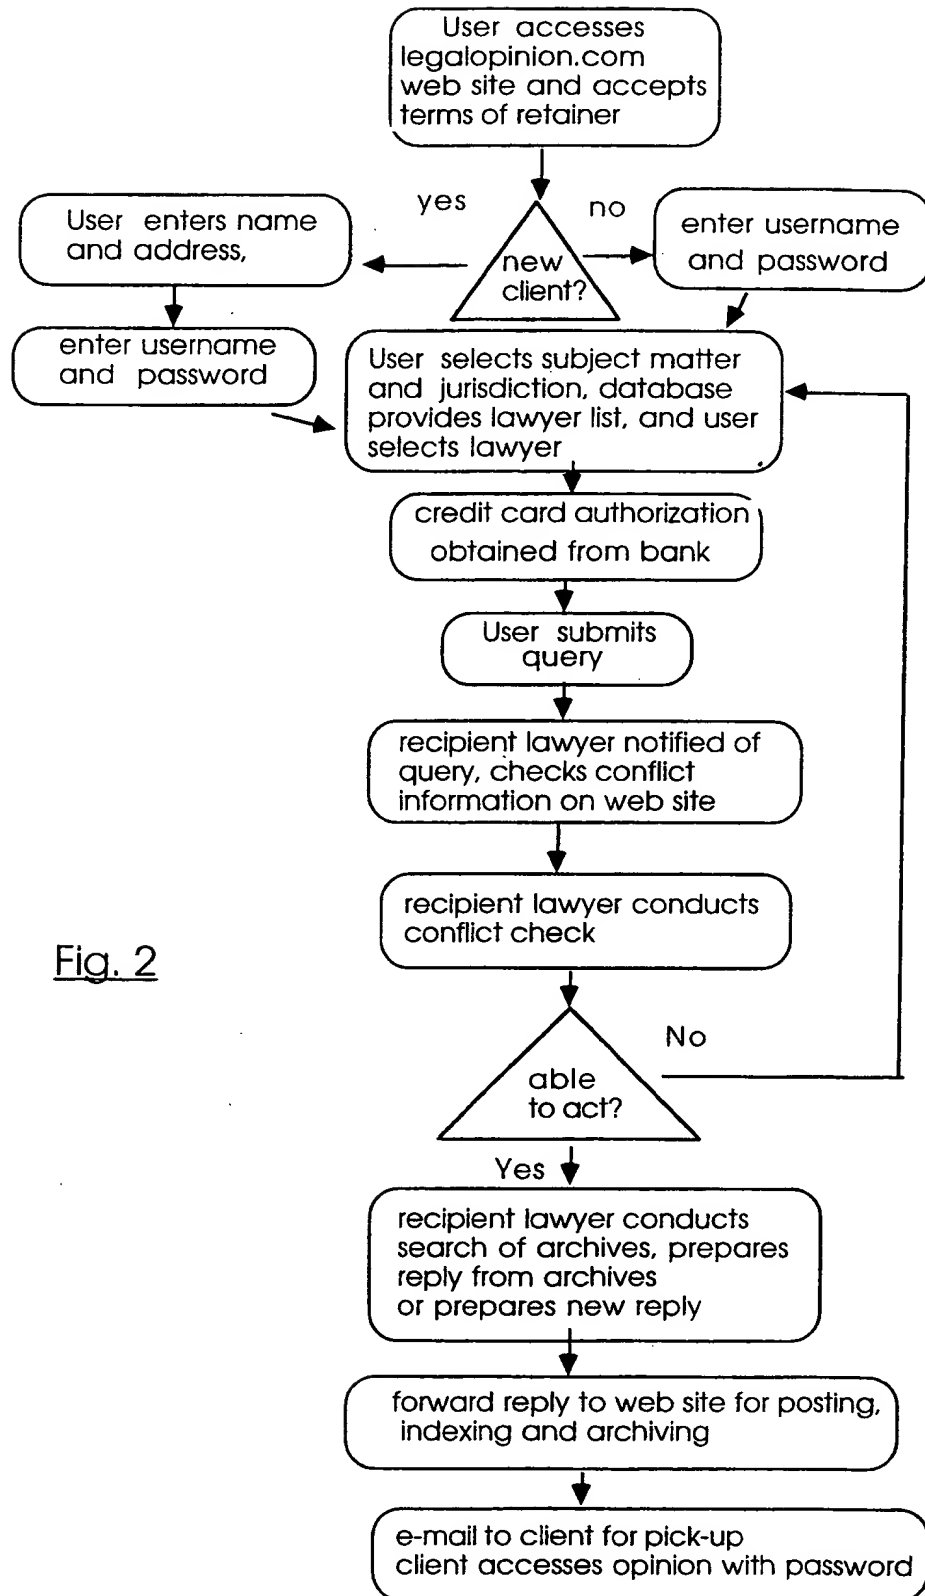 User accesses
legalopinion.com
web site and accepts
terms of retainer
yes
no
User enters name
and address,
new
client?
enter username
and password
enter username
and password
User selects subject matter
and jurisdiction, database
provides lawyer list, and user
selects lawyer
credit card authorization
obtained from bank
User submits
query
recipient lawyer notified of
query, checks conflict
information on web site
recipient lawyer conducts
conflict check
Fig. 2
No
able
to act?
Yes
recipient lawyer conducts
search of archives, prepares
reply from archives
or prepares new reply
forward reply to web site for posting,
indexing and archiving
e-mail to client for pick-up
client accesses opinion with password